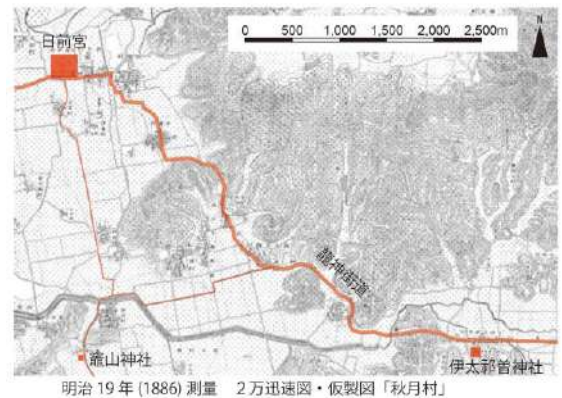 日前宮
0 500 1,000 1,500 2,000 2,500m
N
龍神街道
竈山神社
伊太祁曽神社
明治 19 年 (1886) 測量 2 万迅速図・仮製図「秋月村」